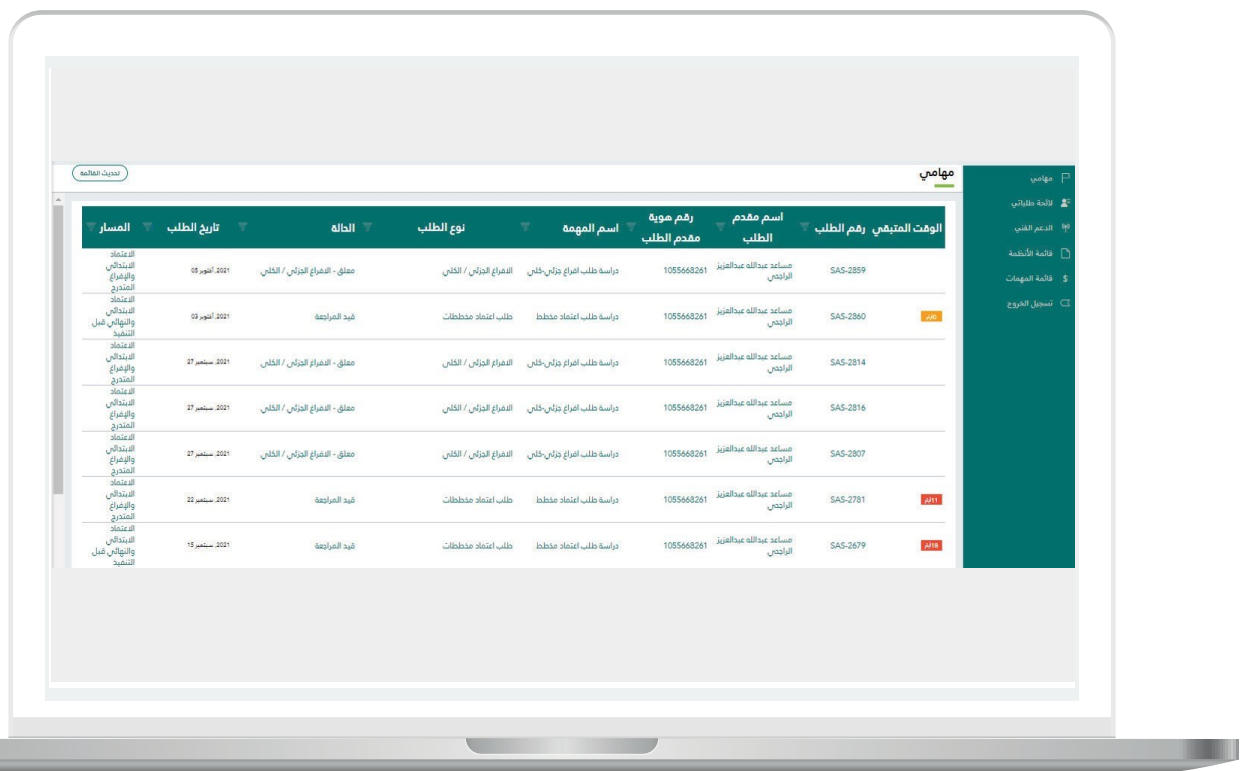 مهامي
لائحة طلباتي
الدعم الفني
قائمة الأنظمة
قائمة المهمات
تسجيل الخروج
مهامي
تحديث القائمة
الوقت المتبقي رقم الطلب اسم مقدم الطلب رقم هوية مقدم الطلب اسم المهمة نوع الطلب الحالة تاريخ الطلب المسار
SAS-2859 مساعد عبدالله عبدالعزيز الراجحي 1055668261 دراسة طلب افراغ جزئي-كلي الافراغ الجزئي / الكلي معلق - الافراغ الجزئي / الكلي 2021, أكتوبر 05 الاعتماد الابتدائي والإفراغ المتدرج
SAS-2860 مساعد عبدالله عبدالعزيز الراجحي 1055668261 دراسة طلب اعتماد مخطط طلب اعتماد مخططات قيد المراجعة 2021, أكتوبر 03 الاعتماد الابتدائي والنهائي قبل التنفيذ
SAS-2814 مساعد عبدالله عبدالعزيز الراجحي 1055668261 دراسة طلب افراغ جزئي-كلي الافراغ الجزئي / الكلي معلق - الافراغ الجزئي / الكلي 2021, سبتمبر 27 الاعتماد الابتدائي والإفراغ المتدرج
SAS-2816 مساعد عبدالله عبدالعزيز الراجحي 1055668261 دراسة طلب افراغ جزئي-كلي الافراغ الجزئي / الكلي معلق - الافراغ الجزئي / الكلي 2021, سبتمبر 27 الاعتماد الابتدائي والإفراغ المتدرج
SAS-2807 مساعد عبدالله عبدالعزيز الراجحي 1055668261 دراسة طلب افراغ جزئي-كلي الافراغ الجزئي / الكلي معلق - الافراغ الجزئي / الكلي 2021, سبتمبر 27 الاعتماد الابتدائي والإفراغ المتدرج
SAS-2781 مساعد عبدالله عبدالعزيز الراجحي 1055668261 دراسة طلب اعتماد مخطط طلب اعتماد مخططات قيد المراجعة 2021, سبتمبر 22 الاعتماد الابتدائي والإفراغ المتدرج
SAS-2679 مساعد عبدالله عبدالعزيز الراجحي 1055668261 دراسة طلب اعتماد مخطط طلب اعتماد مخططات قيد المراجعة 2021, سبتمبر 15 الاعتماد الابتدائي والنهائي قبل التنفيذ